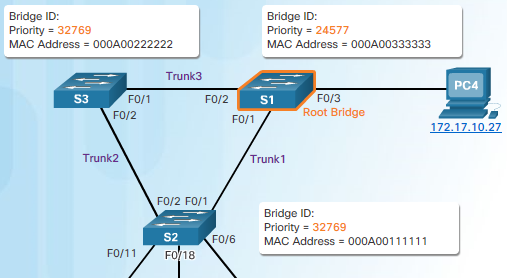 Bridge ID:
Priority = 32769
MAC Address = 000A00222222
Bridge ID:
Priority = 24577
MAC Address = 000A00333333
Trunk3
S3
F0/1
F0/2
S1
F0/3
PC4
F0/2
F0/1
Root Bridge
172.17.10.27
Trunk2
Trunk1
F0/2 F0/1
S2
F0/11
F0/18
F0/6
Bridge ID:
Priority = 32769
MAC Address = 000A00111111